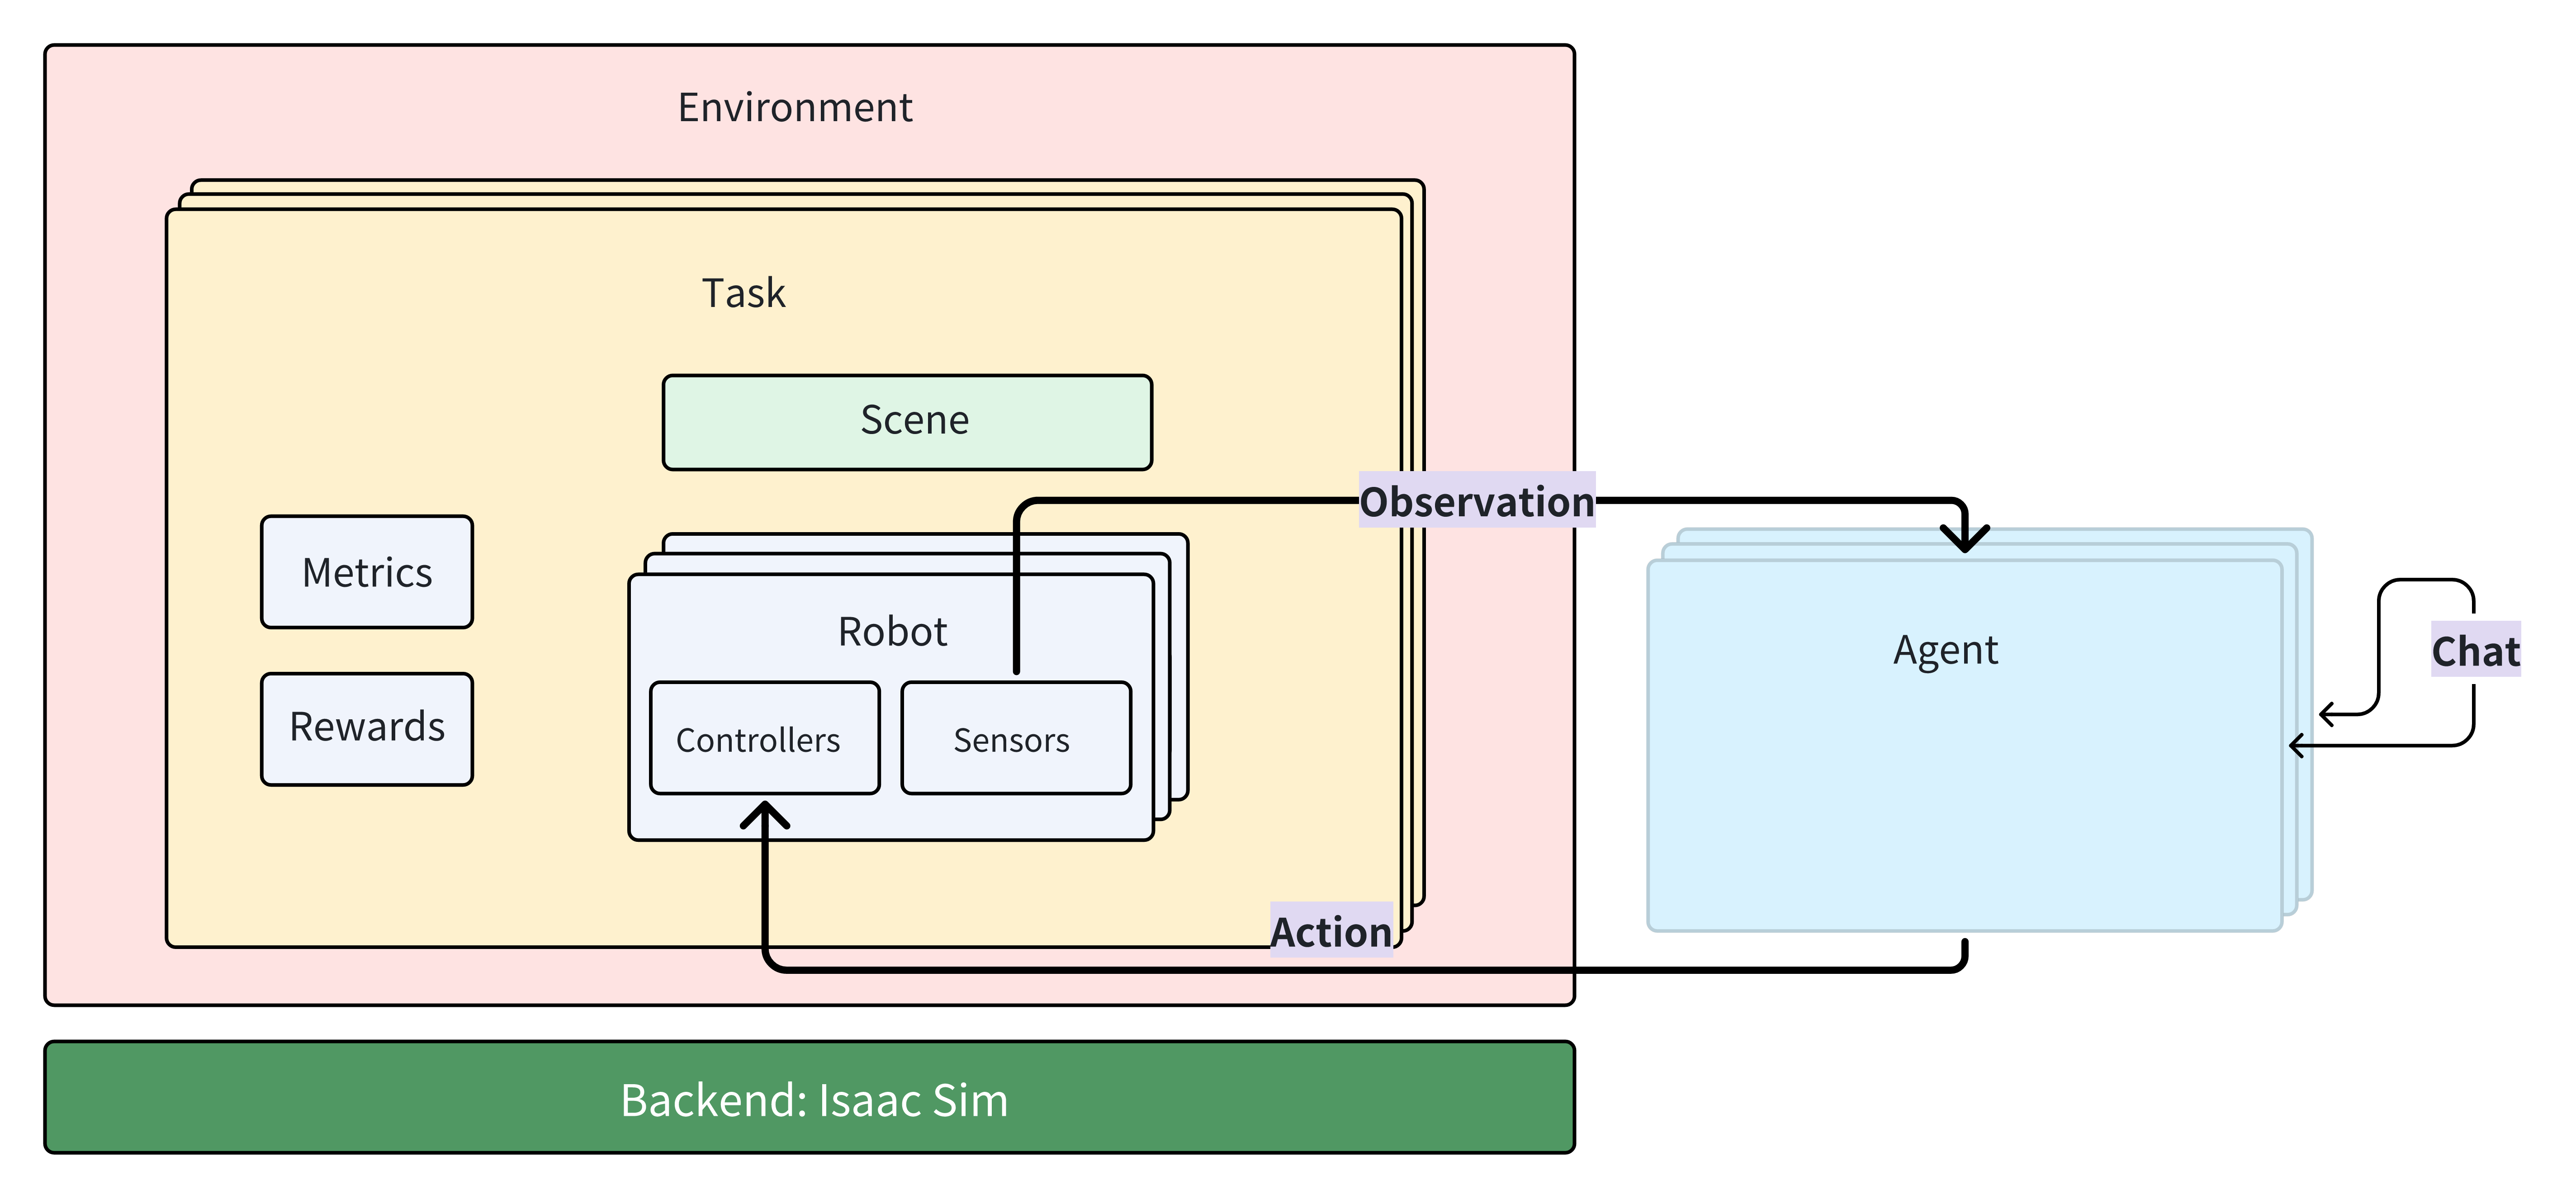 Environment
Task
Scene
Observation
Metrics
Robot
Agent
Chat
Rewards
Controllers
Sensors
Action
Backend: Isaac Sim